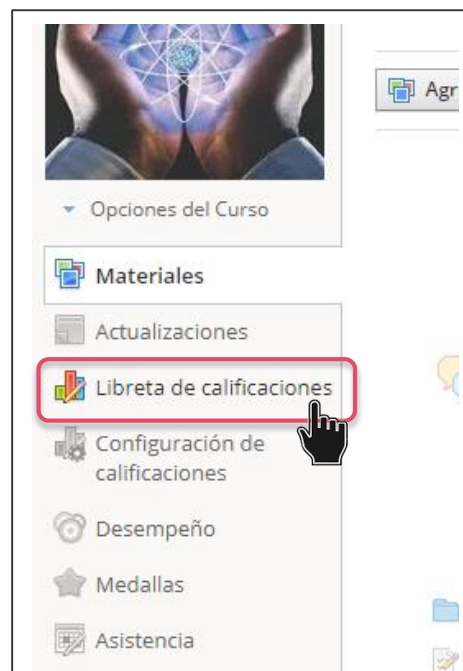 Agr
Opciones del Curso
Materiales
Actualizaciones
Libreta de calificaciones
Configuración de
calificaciones
Desempeño
Medallas
Asistencia